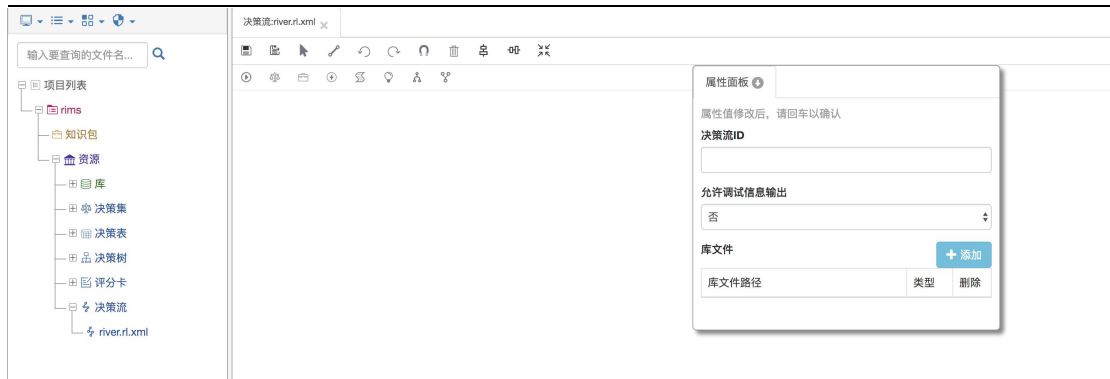 决策流:river.rl.xml
输入要查询的文件名...
项目列表
rims
知识包
资源
库
决策集
决策表
决策树
评分卡
决策流
river.rl.xml
属性面板
属性值修改后，请回车以确认
决策流ID
允许调试信息输出
否
库文件
添加
库文件路径 类型 删除